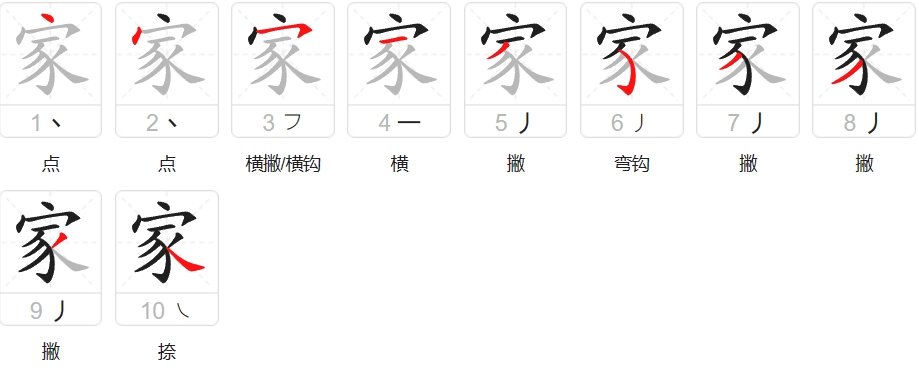 家 家 家 家 家 家 家 家
1 丶 2 丶 3 フ 4 一 5 丿 6 ㇓ 7 丿 8 丿
点 点 横撇/横钩 横 撇 弯钩 撇 撇
家 家
9 丿 10 ㇏
撇 捺